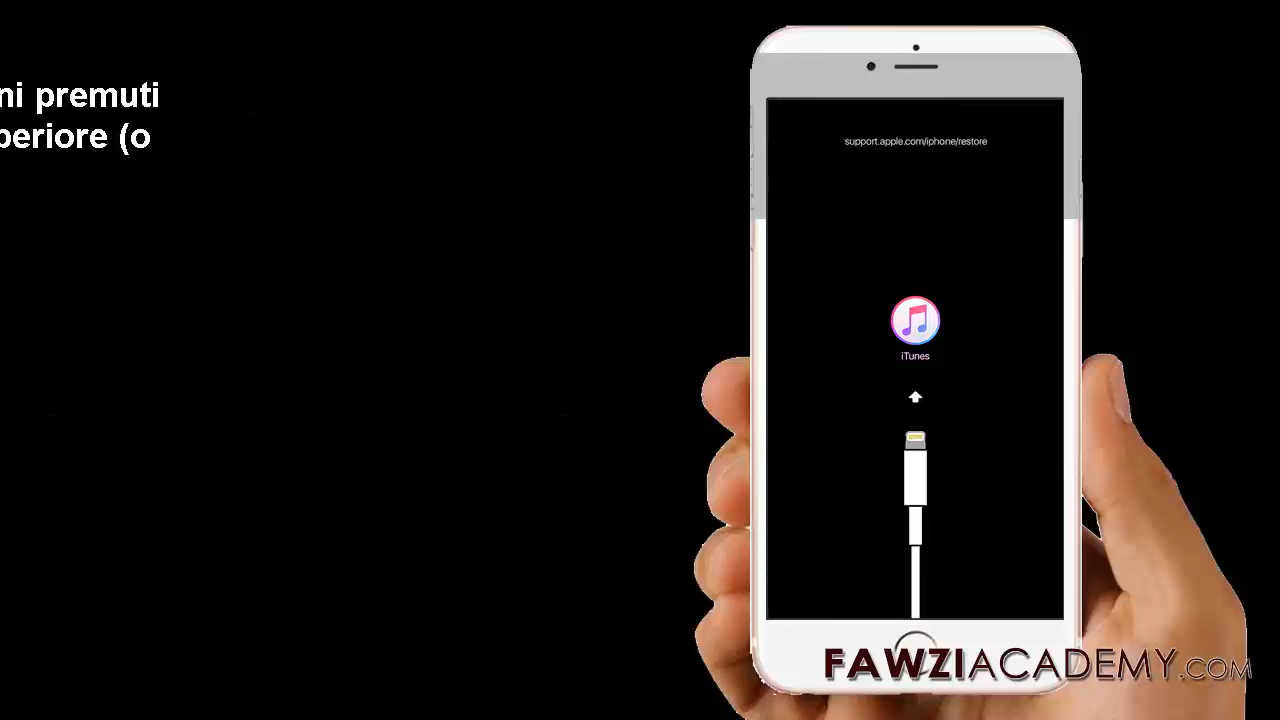 ni premuti
periore (o
support.apple.com/iphone/restore
iTunes
FAWZIACADEMY.COM